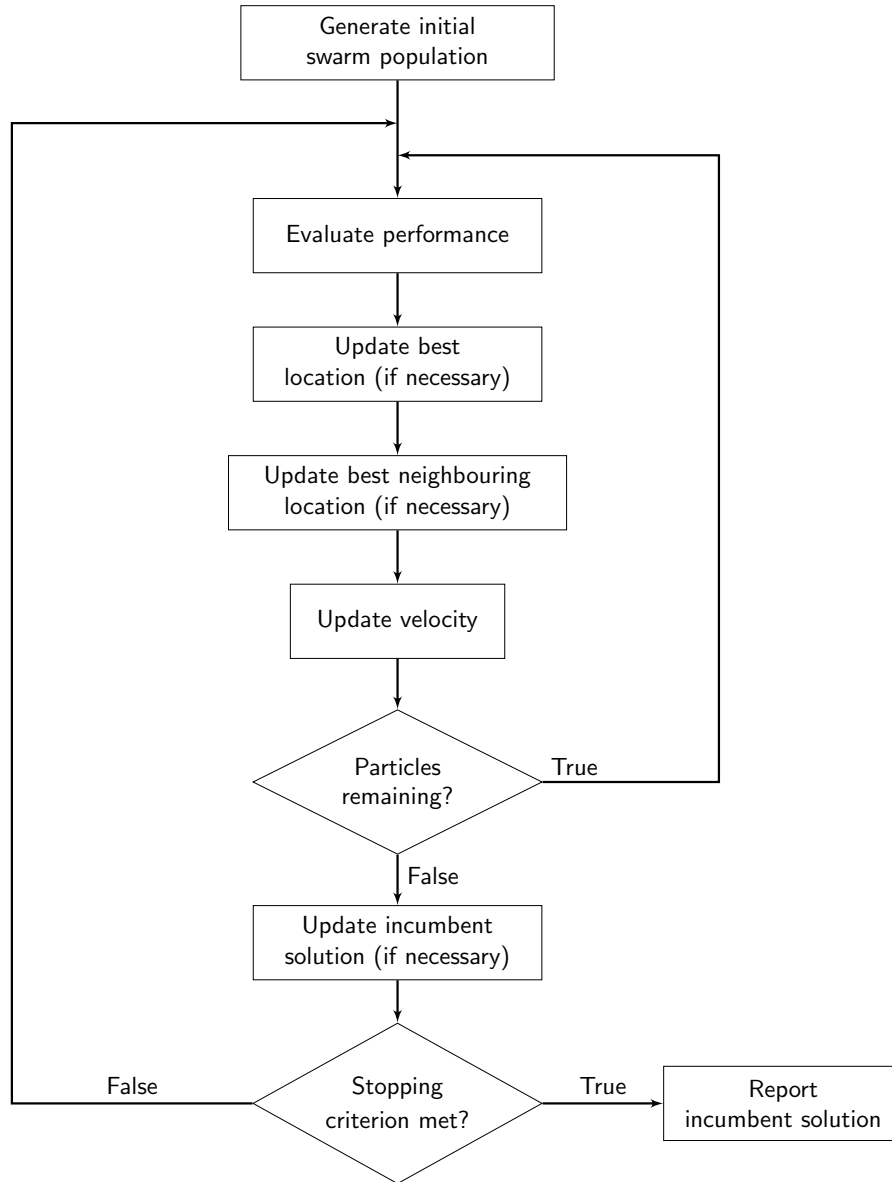 Generate initial
swarm population
Evaluate performance
Update best
location (if necessary)
Update best neighbouring
location (if necessary)
Update velocity
Particles
remaining?
True
False
Update incumbent
solution (if necessary)
False
Stopping
criterion met?
True
Report
incumbent solution